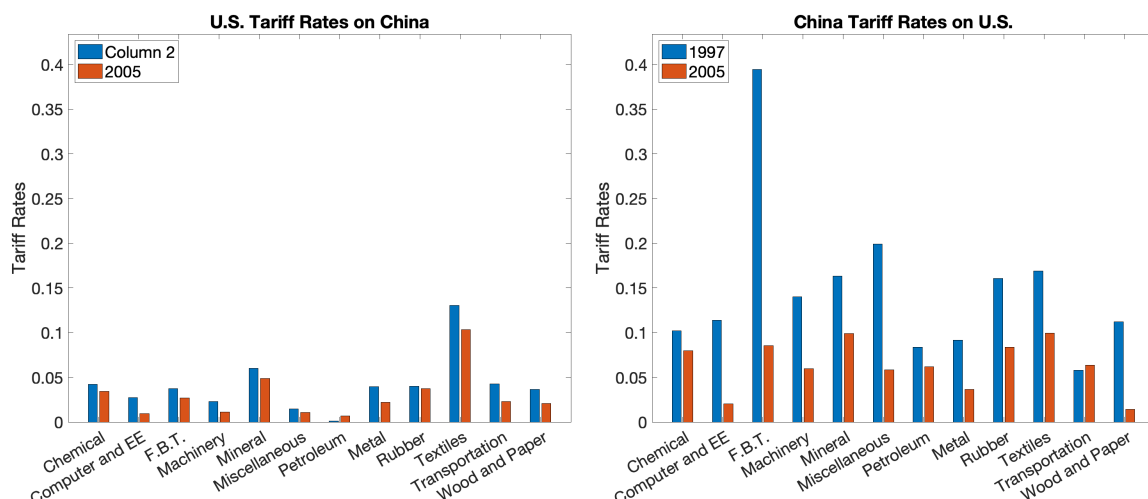 U.S. Tariff Rates on China
Column 2
2005
0.4
0.35
0.3
0.25
0.2
0.15
0.1
0.05
0
Tariff Rates
Chemical
Computer and EE
F.B.T.
Machinery
Mineral
Miscellaneous
Petroleum
Metal
Rubber
Textiles
Transportation
Wood and Paper
China Tariff Rates on U.S.
1997
2005
0.4
0.35
0.3
0.25
0.2
0.15
0.1
0.05
0
Tariff Rates
Chemical
Computer and EE
F.B.T.
Machinery
Mineral
Miscellaneous
Petroleum
Metal
Rubber
Textiles
Transportation
Wood and Paper